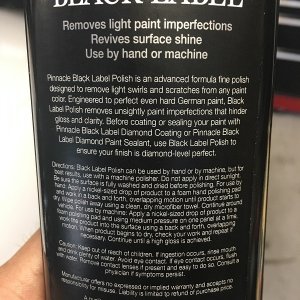 BLACK LABEL
Removes light paint imperfections
Revives surface shine
Use by hand or machine
Pinnacle Black Label Polish is an advanced formula fine polish
designed to remove light swirls and scratches from any paint
color. Engineered to perfect even hard German paint, Black
Label Polish removes unsightly paint imperfections that hinder
gloss and clarity. Before coating or sealing your paint with
Pinnacle Black Label Diamond Coating or Pinnacle Black
Label Diamond Paint Sealant, use Black Label Polish to
ensure your finish is diamond-level perfect.
Directions: Black Label Polish can be used by hand or by machine, but for
best results, use with a machine polisher. Do not apply in direct sunlight.
Be sure the surface is fully washed and dried before polishing. For use by
hand: Apply a nickel-sized drop of product to a foam hand polishing pad
and work in a back and forth, overlapping motion until product starts to
dry. Wipe polish away using a clean, dry microfiber towel. Continue around
vehicle. For use by machine: Apply a nickel-sized drop of product to a
foam polishing pad and using medium pressure on one panel at a time,
work the product into the surface using a back and forth, overlapping
motion. When product begins to dry, check your work and repeat if
necessary. Continue until a high gloss is achieved.
Caution: Keep out of reach of children. If ingestion occurs, rinse mouth
and drink plenty of water. Avoid eye contact. If eye contact occurs, flush
with water. Remove contact lenses if present and easy to do. Consult a
physician if symptoms persist.
Manufacturer offers no expressed or implied warranty and accepts no
responsibility for its misuse. Liability is limited to refund of purchase price.